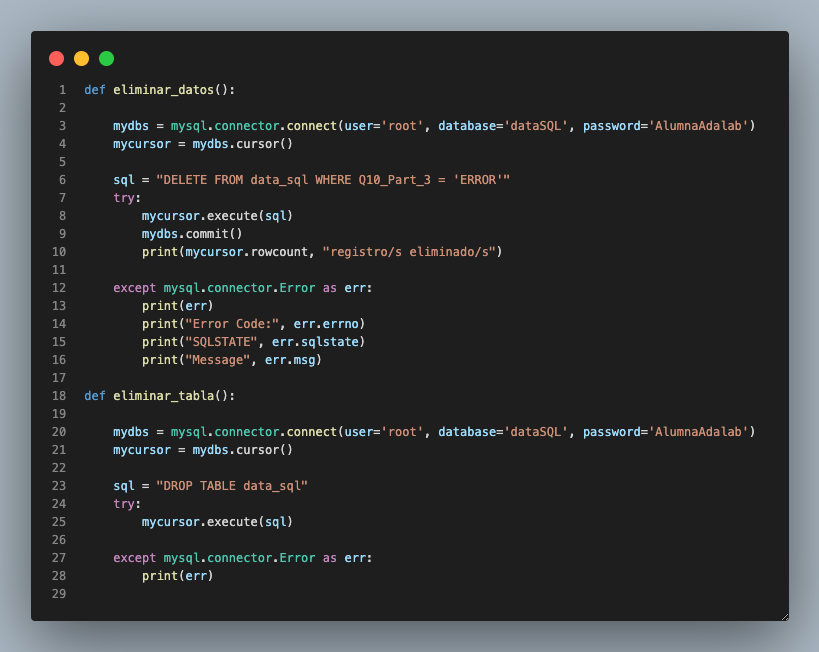 1 def eliminar_datos():
2
3     mydbs = mysql.connector.connect(user='root', database='dataSQL', password='AlumnaAdalab')
4     mycursor = mydbs.cursor()
5
6     sql = "DELETE FROM data_sql WHERE Q10_Part_3 = 'ERROR'"
7     try:
8         mycursor.execute(sql)
9         mydbs.commit()
10         print(mycursor.rowcount, "registro/s eliminado/s")
11
12     except mysql.connector.Error as err:
13         print(err)
14         print("Error Code:", err.errno)
15         print("SQLSTATE", err.sqlstate)
16         print("Message", err.msg)
17
18 def eliminar_tabla():
19
20     mydbs = mysql.connector.connect(user='root', database='dataSQL', password='AlumnaAdalab')
21     mycursor = mydbs.cursor()
22
23     sql = "DROP TABLE data_sql"
24     try:
25         mycursor.execute(sql)
26
27     except mysql.connector.Error as err:
28         print(err)
29